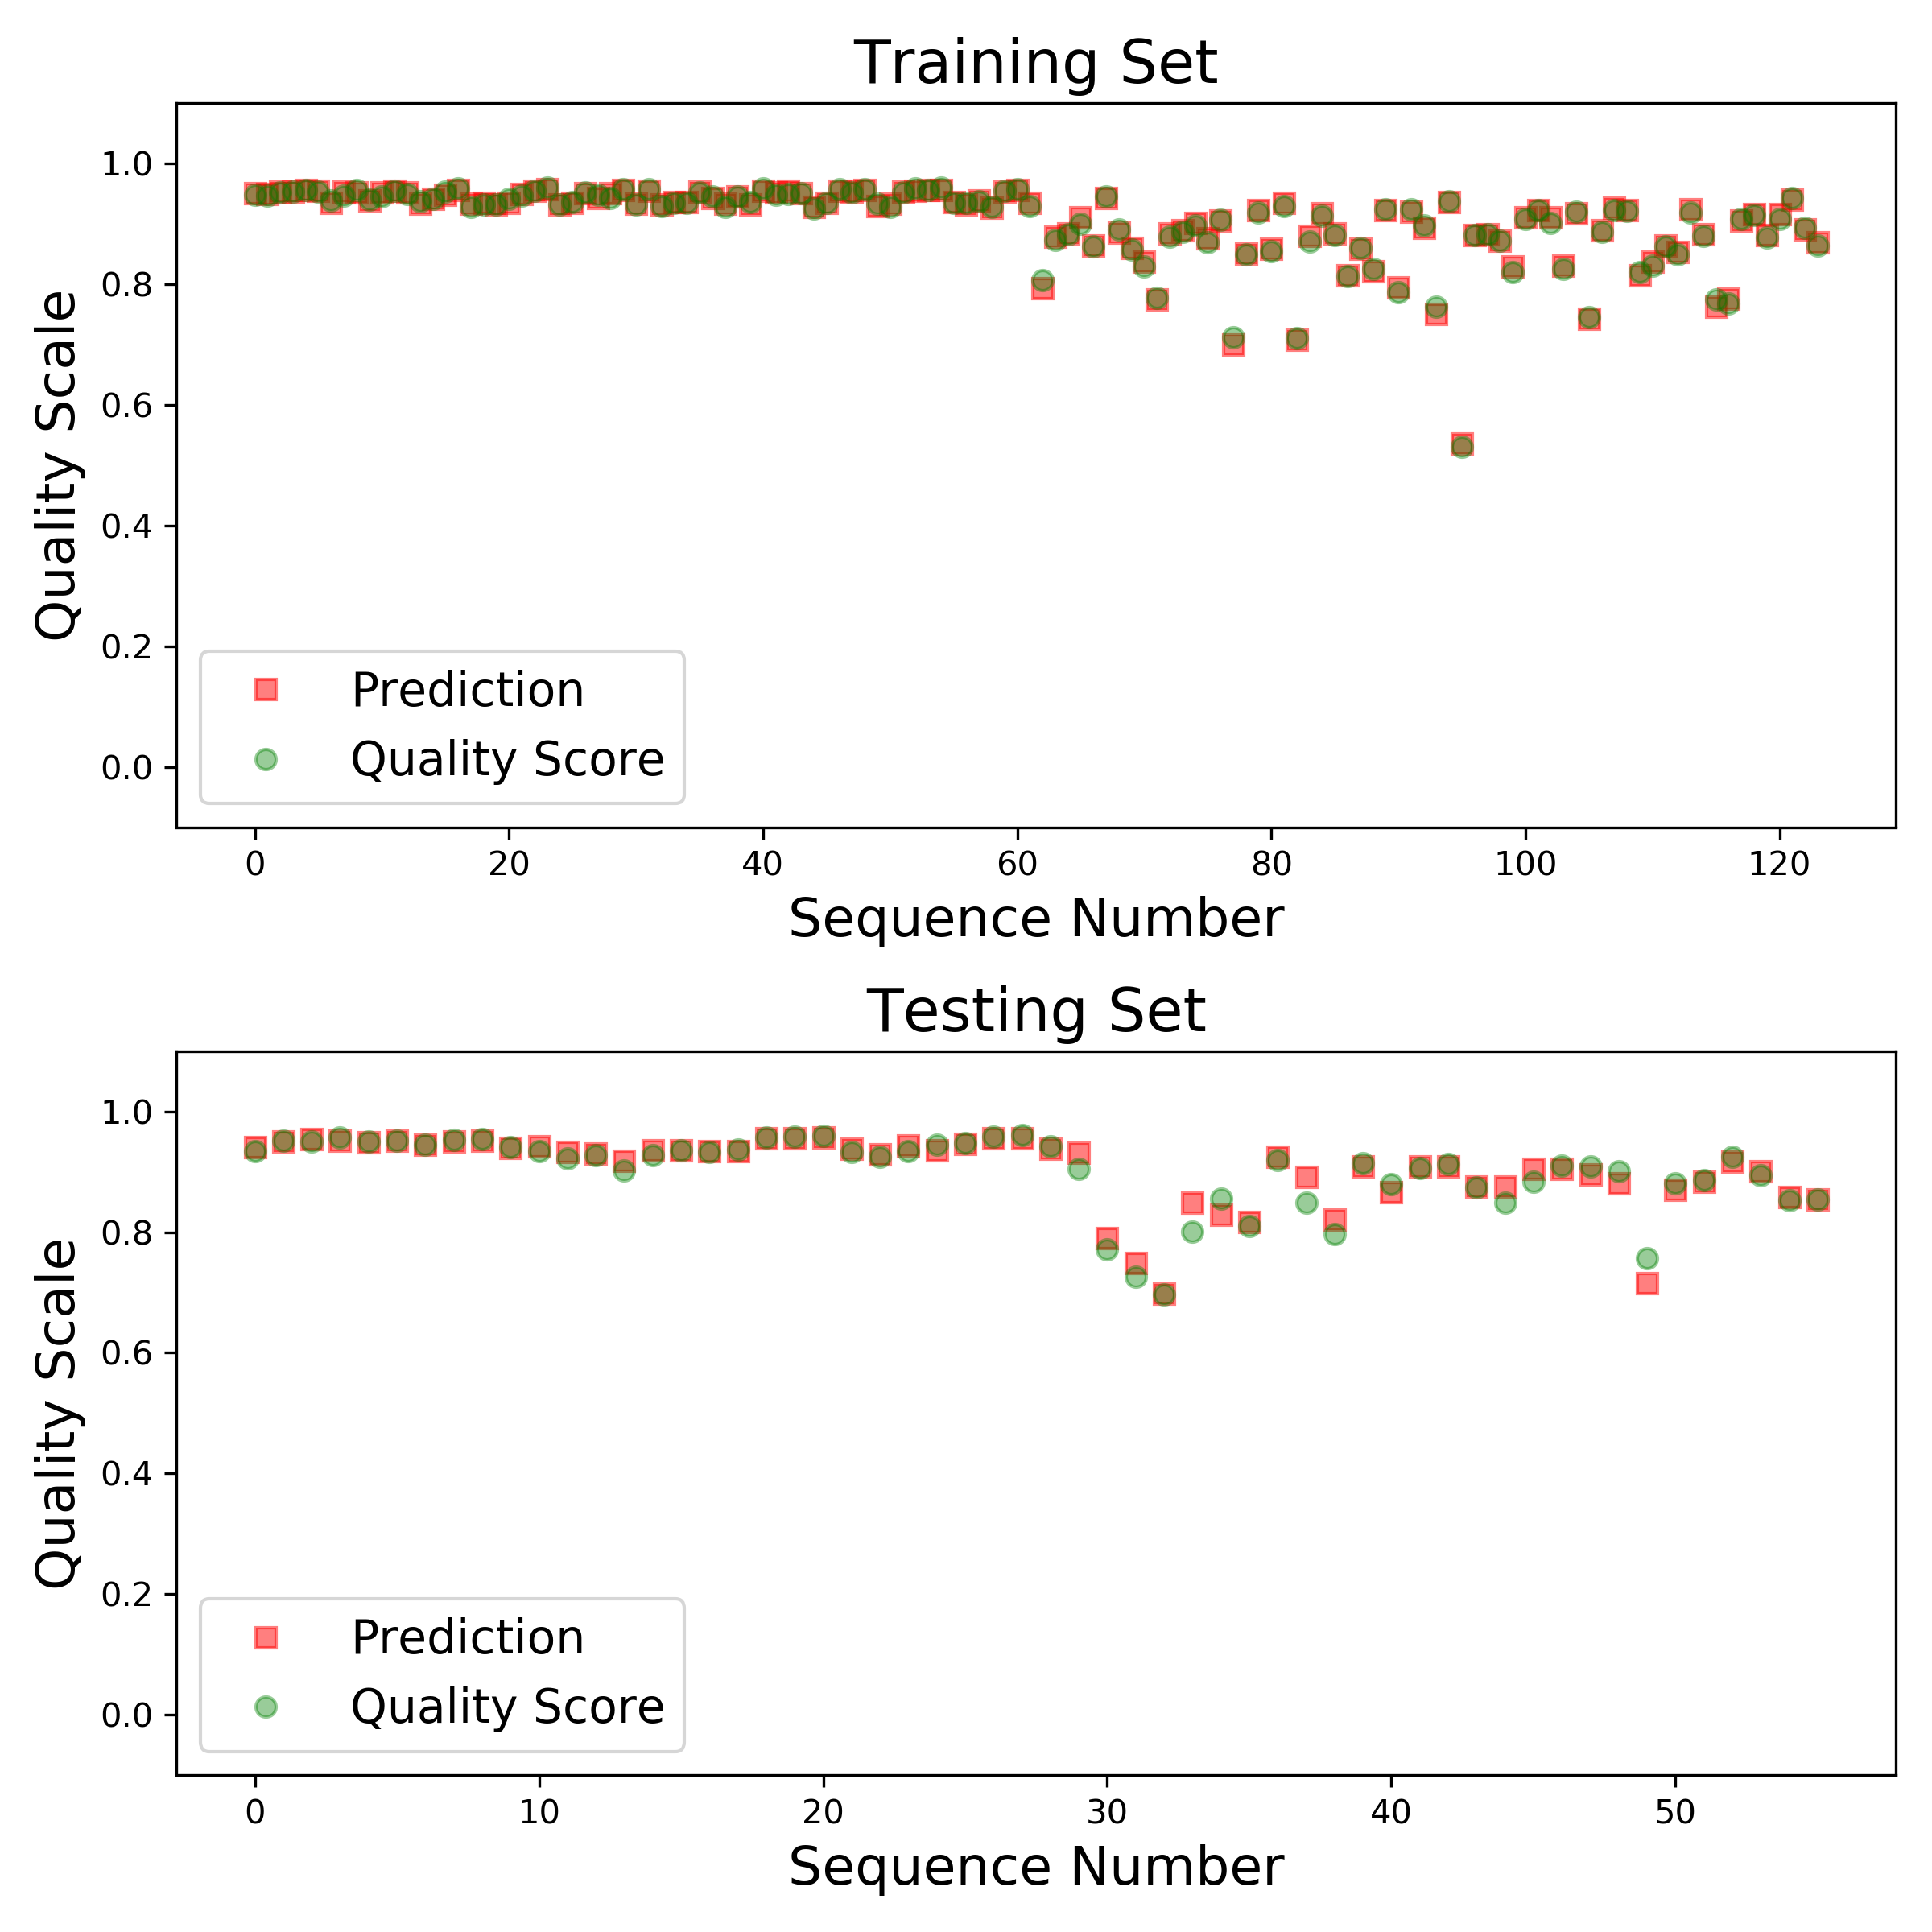 Training Set
Quality Scale
1.0
0.8
0.6
0.4
0.2
0.0
Prediction
Quality Score
0 20 40 60 80 100 120
Sequence Number
Testing Set
Quality Scale
1.0
0.8
0.6
0.4
0.2
0.0
Prediction
Quality Score
0 10 20 30 40 50
Sequence Number